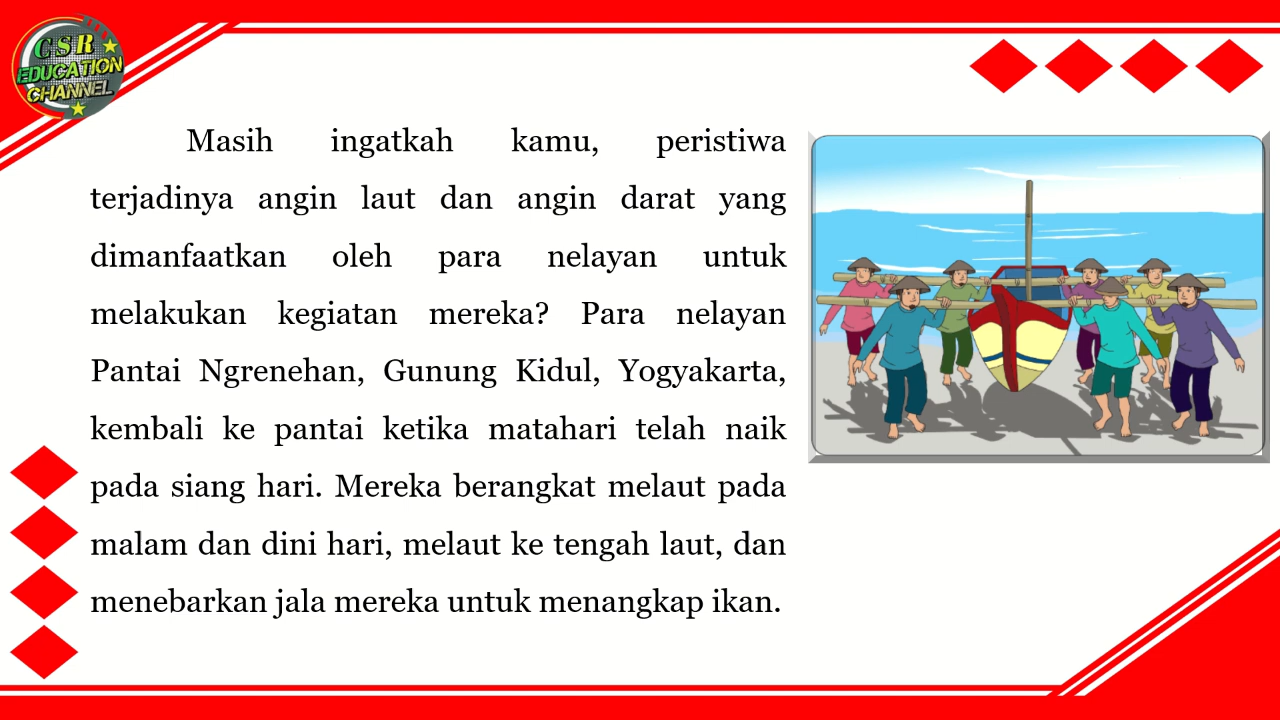 CSR
EDUCATION
CHANNEL
Masih ingatkah kamu, peristiwa
terjadinya angin laut dan angin darat yang
dimanfaatkan oleh para nelayan untuk
melakukan kegiatan mereka? Para nelayan
Pantai Ngrenehan, Gunung Kidul, Yogyakarta,
kembali ke pantai ketika matahari telah naik
pada siang hari. Mereka berangkat melaut pada
malam dan dini hari, melaut ke tengah laut, dan
menebarkan jala mereka untuk menangkap ikan.